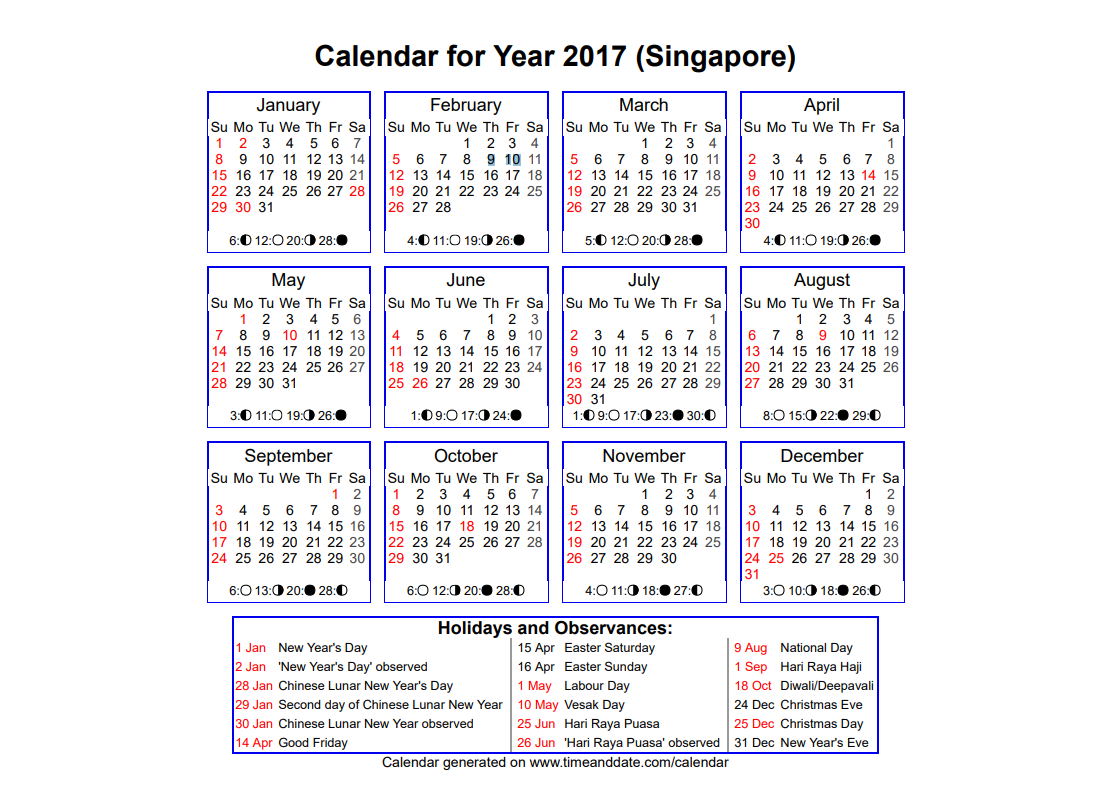 Calendar for Year 2017 (Singapore)
January
Su Mo Tu We Th Fr Sa
1 2 3 4 5 6 7
8 9 10 11 12 13 14
15 16 17 18 19 20 21
22 23 24 25 26 27 28
29 30 31
6: 12: 20: 28:
February
Su Mo Tu We Th Fr Sa
1 2 3 4
5 6 7 8 9 10 11
12 13 14 15 16 17 18
19 20 21 22 23 24 25
26 27 28
4: 11: 19: 26:
March
Su Mo Tu We Th Fr Sa
1 2 3 4
5 6 7 8 9 10 11
12 13 14 15 16 17 18
19 20 21 22 23 24 25
26 27 28 29 30 31
5: 12: 20: 28:
April
Su Mo Tu We Th Fr Sa
1
2 3 4 5 6 7 8
9 10 11 12 13 14 15
16 17 18 19 20 21 22
23 24 25 26 27 28 29
30
4: 11: 19: 26:
May
Su Mo Tu We Th Fr Sa
1 2 3 4 5 6
7 8 9 10 11 12 13
14 15 16 17 18 19 20
21 22 23 24 25 26 27
28 29 30 31
3: 11: 19: 26:
June
Su Mo Tu We Th Fr Sa
1 2 3
4 5 6 7 8 9 10
11 12 13 14 15 16 17
18 19 20 21 22 23 24
25 26 27 28 29 30
1: 9: 17: 24:
July
Su Mo Tu We Th Fr Sa
1
2 3 4 5 6 7 8
9 10 11 12 13 14 15
16 17 18 19 20 21 22
23 24 25 26 27 28 29
30 31
1: 9: 17: 23: 30:
August
Su Mo Tu We Th Fr Sa
1 2 3 4 5
6 7 8 9 10 11 12
13 14 15 16 17 18 19
20 21 22 23 24 25 26
27 28 29 30 31
8: 15: 22: 29:
September
Su Mo Tu We Th Fr Sa
1 2
3 4 5 6 7 8 9
10 11 12 13 14 15 16
17 18 19 20 21 22 23
24 25 26 27 28 29 30
6: 13: 20: 28:
October
Su Mo Tu We Th Fr Sa
1 2 3 4 5 6 7
8 9 10 11 12 13 14
15 16 17 18 19 20 21
22 23 24 25 26 27 28
29 30 31
6: 12: 20: 28:
November
Su Mo Tu We Th Fr Sa
1 2 3 4
5 6 7 8 9 10 11
12 13 14 15 16 17 18
19 20 21 22 23 24 25
26 27 28 29 30
4: 11: 18: 27:
December
Su Mo Tu We Th Fr Sa
1 2
3 4 5 6 7 8 9
10 11 12 13 14 15 16
17 18 19 20 21 22 23
24 25 26 27 28 29 30
31
3: 10: 18: 26:
Holidays and Observances:
1 Jan New Year's Day
2 Jan 'New Year's Day' observed
28 Jan Chinese Lunar New Year's Day
29 Jan Second day of Chinese Lunar New Year
30 Jan Chinese Lunar New Year observed
14 Apr Good Friday
15 Apr Easter Saturday
16 Apr Easter Sunday
1 May Labour Day
10 May Vesak Day
25 Jun Hari Raya Puasa
26 Jun 'Hari Raya Puasa' observed
9 Aug National Day
1 Sep Hari Raya Haji
18 Oct Diwali/Deepavali
24 Dec Christmas Eve
25 Dec Christmas Day
31 Dec New Year's Eve
Calendar generated on www.timeanddate.com/calendar